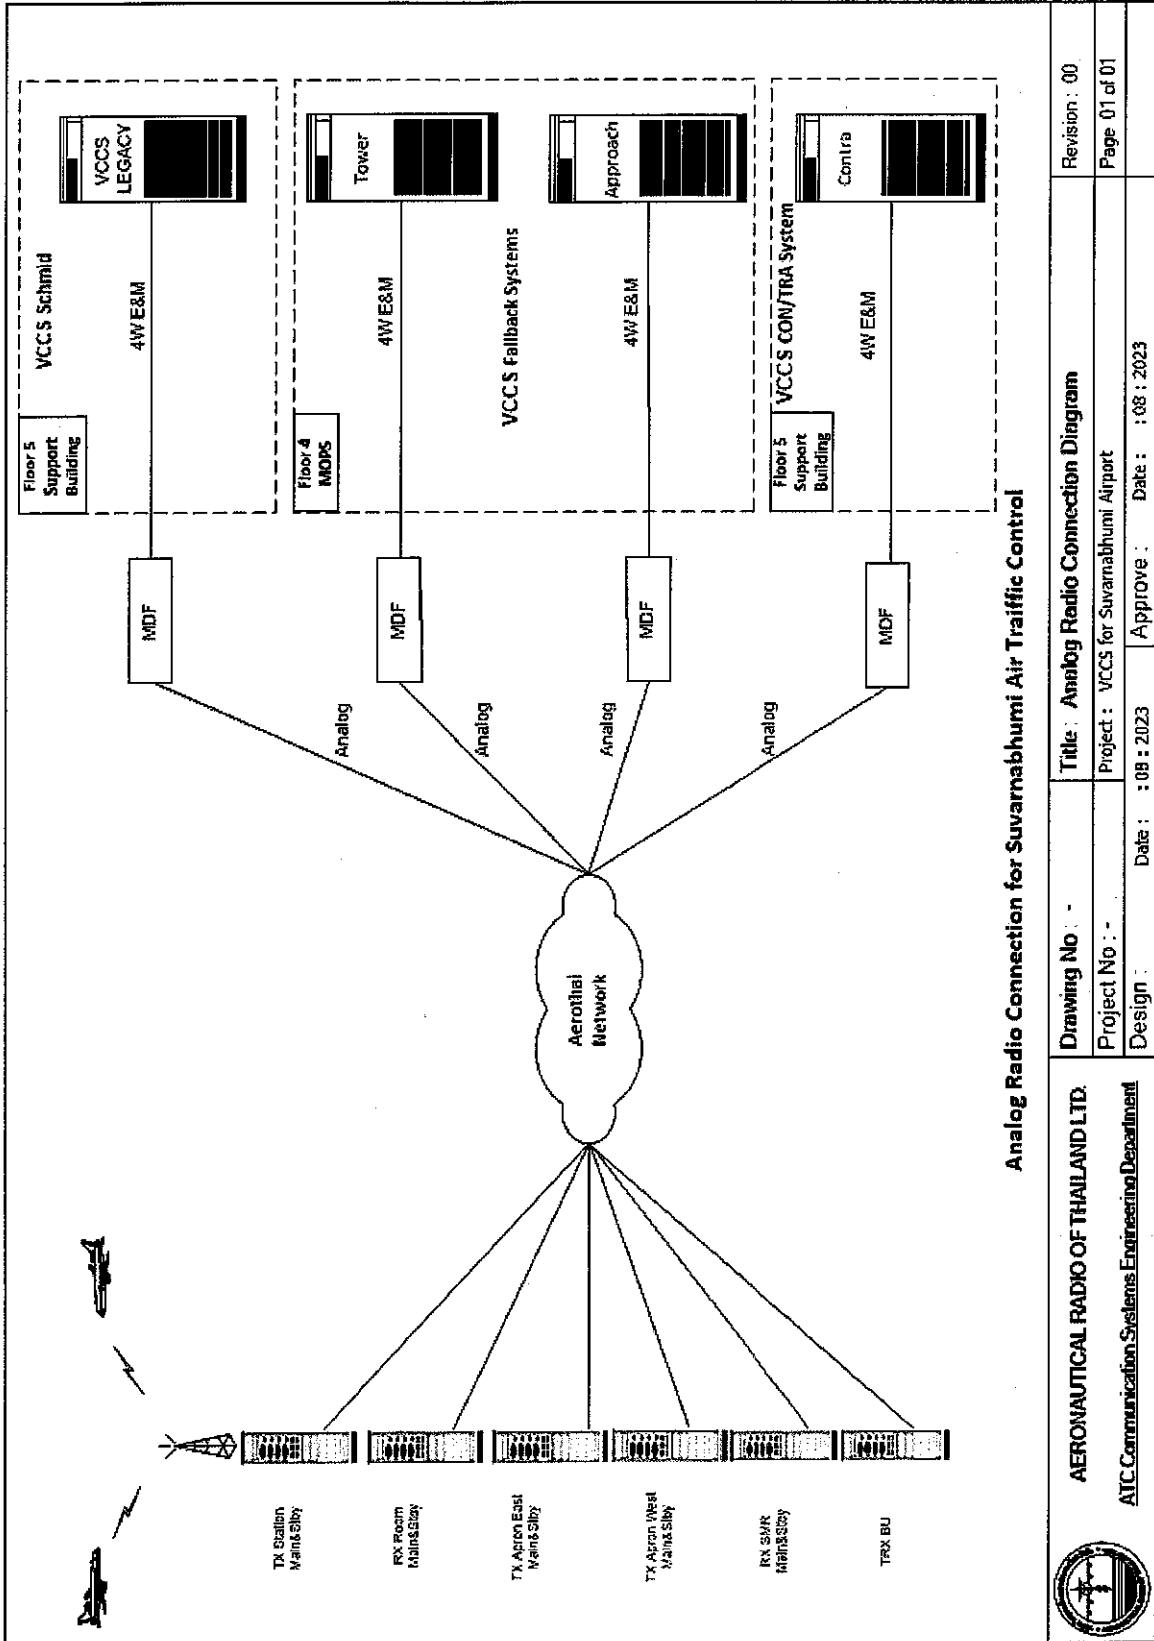 TX Station
Main&Stby
RX Room
Main&Stby
TX Apron East
Main&Stby
TX Apron West
Main&Stby
RX SMR
Main&Stby
TRX BU
Aerothai
Network
Analog
Analog
Analog
Analog
MDF
MDF
MDF
MDF
Floor 5
Support
Building
VCCS Schmid
4W E&M
VCCS
LEGACY
Floor 4
MOPS
4W E&M
Tower
VCCS Fallback Systems
4W E&M
Approach
Floor 5
Support
Building
VCCS CON/TRA System
4W E&M
Contra
Analog Radio Connection for Suvarnabhumi Air Traiffic Control
AERONAUTICAL RADIO OF THAILAND LTD.
ATC Communication Systems Engineering Department
Drawing No : -
Title : Analog Radio Connection Diagram
Revision : 00
Project No : -
Project : VCCS for Suvarnabhumi Airport
Page 01 of 01
Design :
Date : : 08 : 2023
Approve :
Date : : 08 : 2023